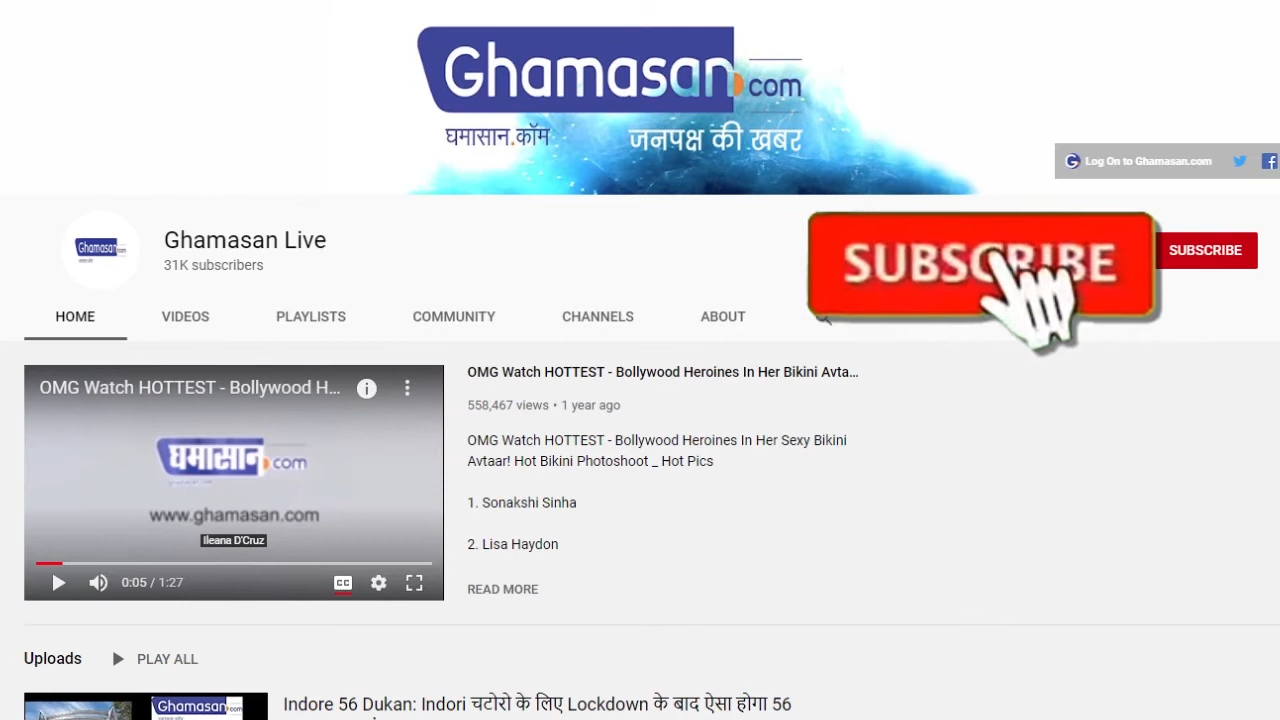 Ghamasan.com
घमासान.कॉम
जनपक्ष की खबर
Log On to Ghamasan.com
Ghamasan Live
31K subscribers
SUBSCRIBE
SUBSCRIBE
HOME VIDEOS PLAYLISTS COMMUNITY CHANNELS ABOUT
OMG Watch HOTTEST - Bollywood H...
घमासान.com
www.ghamasan.com
Ileana D'Cruz
0:05 / 1:27
CC
OMG Watch HOTTEST - Bollywood Heroines In Her Bikini Avta...
558,467 views • 1 year ago
OMG Watch HOTTEST - Bollywood Heroines In Her Sexy Bikini
Avtaar! Hot Bikini Photoshoot _ Hot Pics
1. Sonakshi Sinha
2. Lisa Haydon
READ MORE
Uploads PLAY ALL
Ghamasan.com
Indore 56 Dukan: Indori चटोरो के लिए Lockdown के बाद ऐसा होगा 56